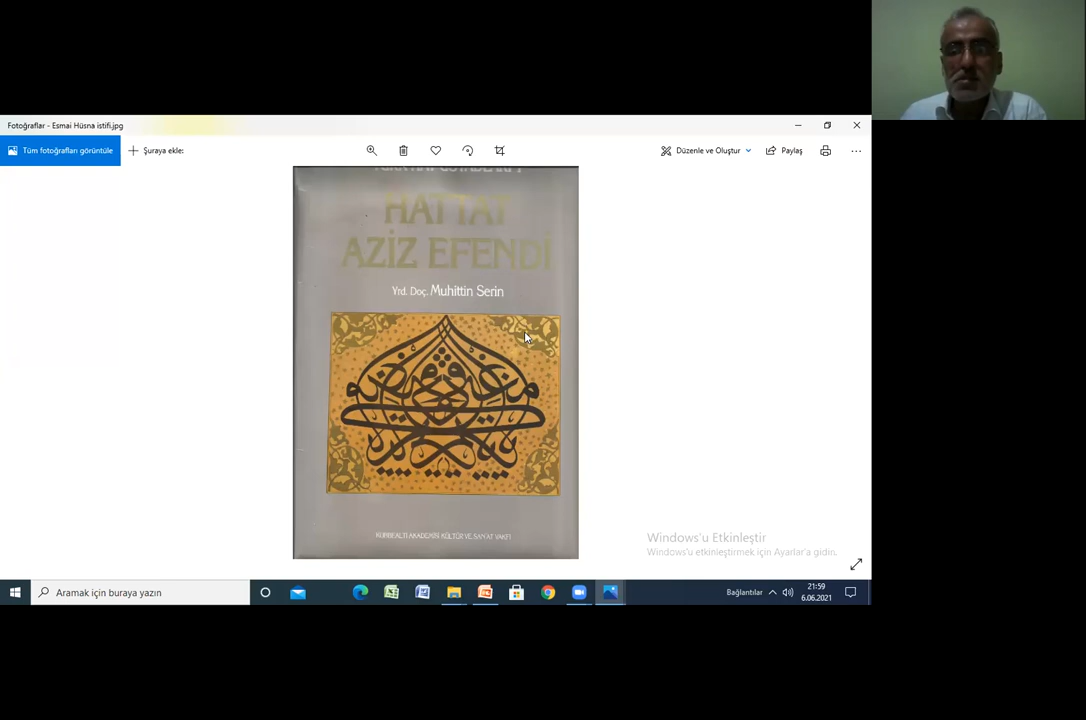 Fotoğraflar - Esmai Hüsna istifi.jpg
Tüm fotoğrafları görüntüle
Şuraya ekle:
Düzenle ve Oluştur
Paylaş
HATTAT
AZİZ EFENDİ
Yrd. Doç. Muhittin Serin
KUBBEALTI AKADEMİSİ KÜLTÜR VE SAN'AT VAKFI
Windows'u Etkinleştir
Windows'u etkinleştirmek için Ayarlar'a gidin.
Aramak için buraya yazın
Bağlantılar
21:59
6.06.2021